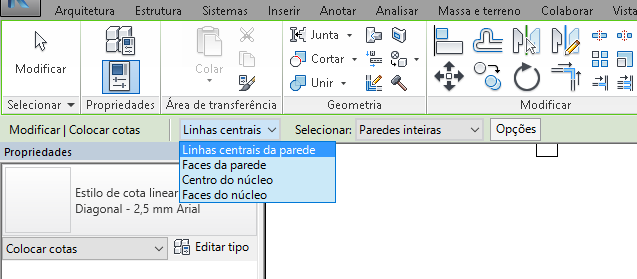 Arquitetura Estrutura Sistemas Inserir Anotar Analisar Massa e terreno Colaborar Vista
Modificar
Colar
Junta
Cortar
Unir
Selecionar Propriedades Área de transferência Geometria Modificar
Modificar | Colocar cotas Linhas centrais Selecionar: Paredes inteiras Opções
Propriedades
Linhas centrais da parede
Faces da parede
Centro do núcleo
Faces do núcleo
Estilo de cota linear
Diagonal - 2,5 mm Arial
Colocar cotas Editar tipo